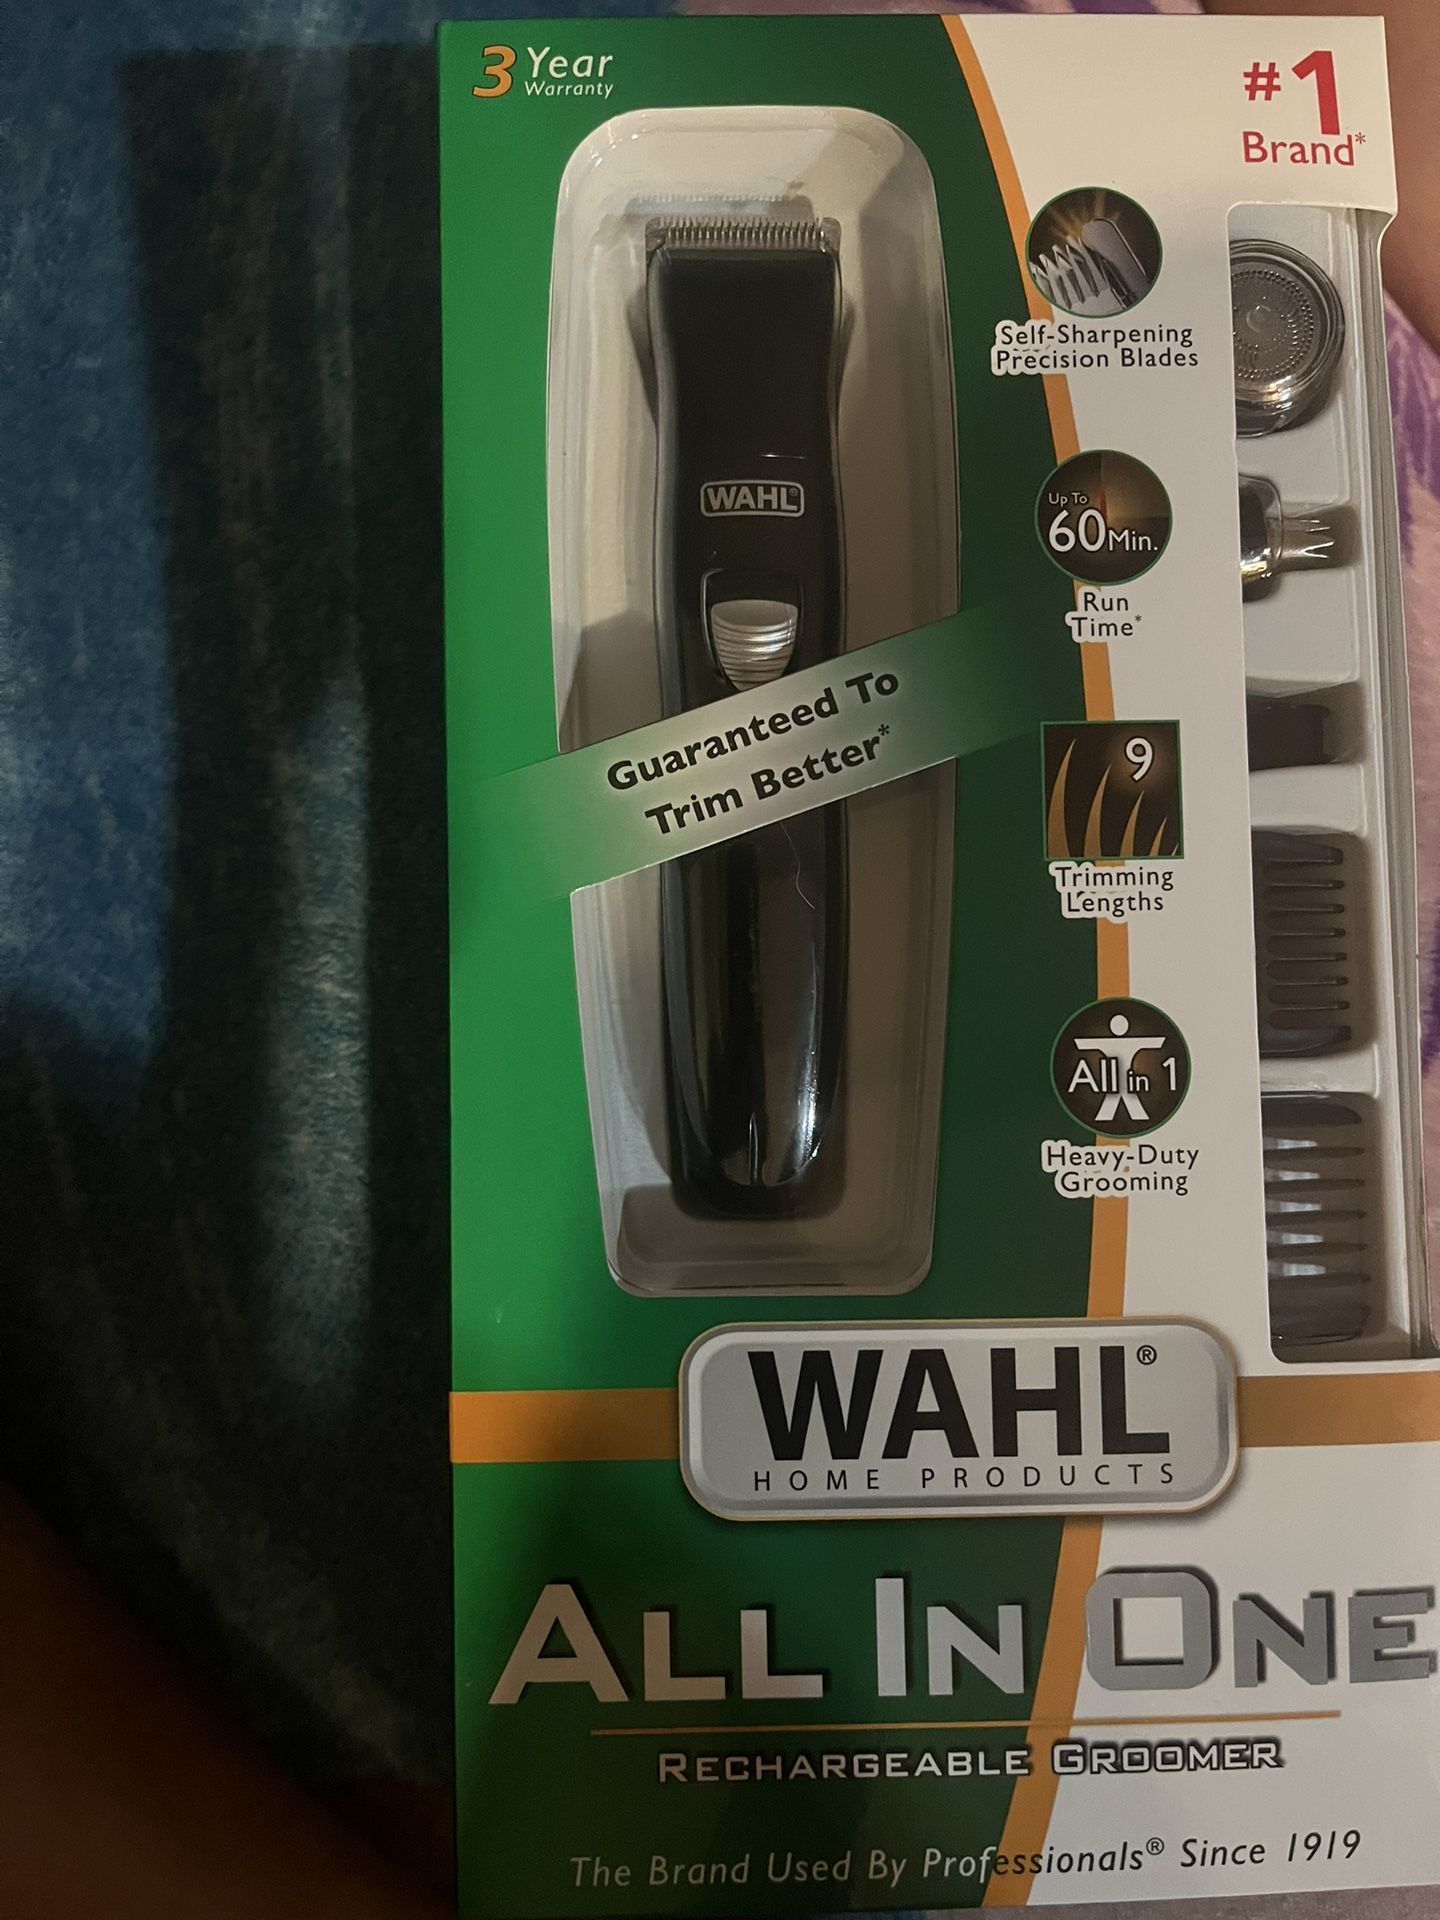 3 Year
Warranty
#1
Brand*
Self-Sharpening
Precision Blades
WAHL®
Up To
60 Min.
Run
Time*
Guaranteed To
Trim Better*
9
Trimming
Lengths
All in 1
Heavy-Duty
Grooming
WAHL®
HOME PRODUCTS
ALL IN ONE
RECHARGEABLE GROOMER
The Brand Used By Professionals® Since 1919